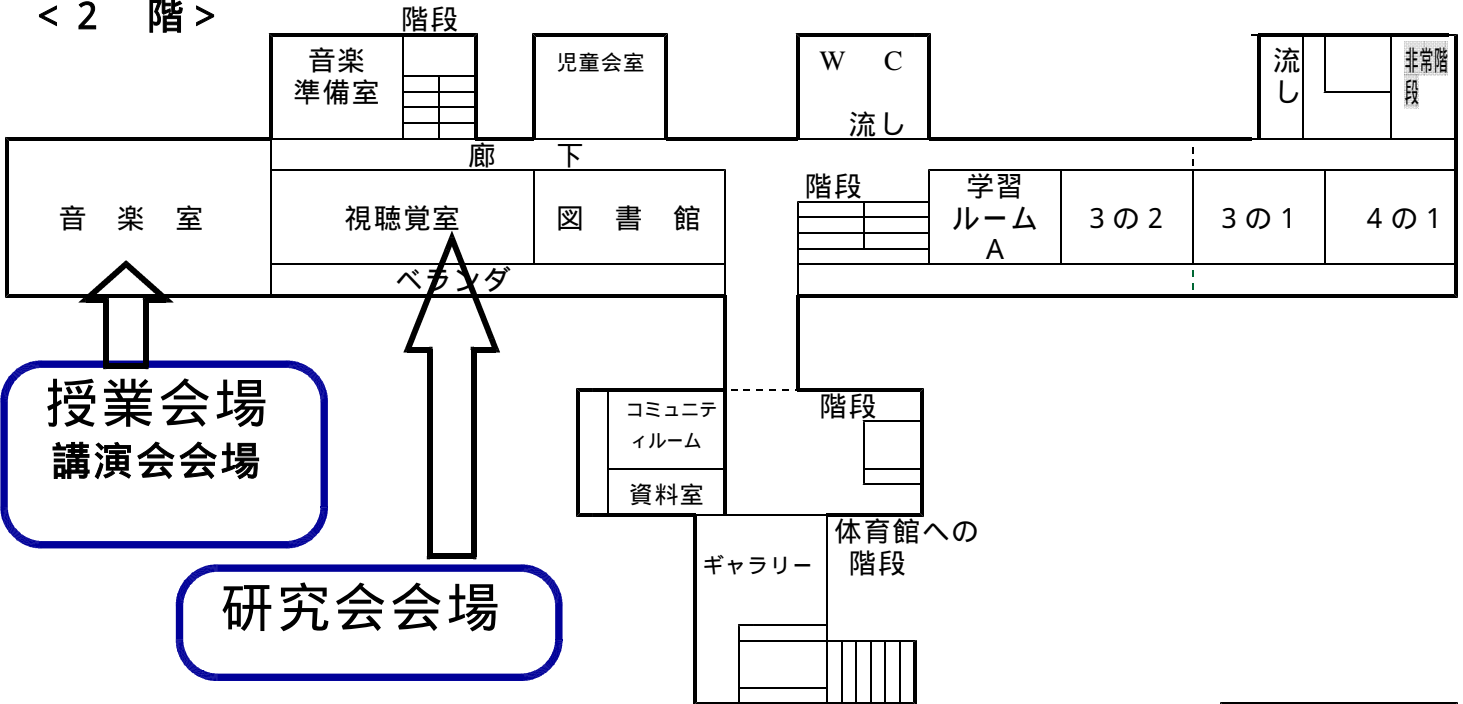 ＜２　階＞
階段
音楽
準備室
児童会室
Ｗ　Ｃ
流し
流
し
非常階
段
廊　下
音　楽　室
視聴覚室
図　書　館
階段
学習
ルーム
Ａ
３の２
３の１
４の１
ベランダ
授業会場
講演会会場
コミュニテ
ィルーム
階段
資料室
体育館への
階段
ギャラリー
研究会会場